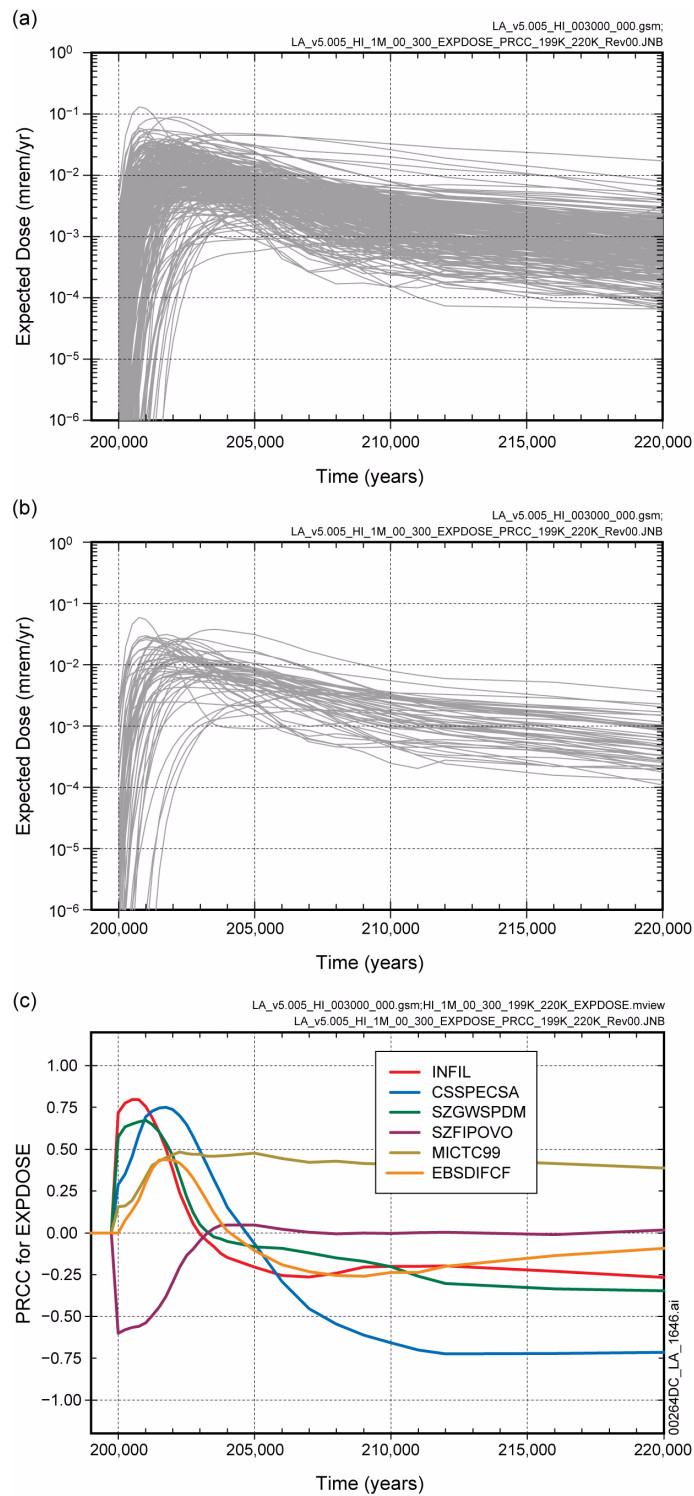 (a)
LA_v5.005_HI_003000_000.gsm;
LA_v5.005_HI_1M_00_300_EXPDOSE_PRCC_199K_220K_Rev00.JNB
Expected Dose (mrem/yr)
10⁰
10⁻¹
10⁻²
10⁻³
10⁻⁴
10⁻⁵
10⁻⁶
200,000 205,000 210,000 215,000 220,000
Time (years)
(b)
LA_v5.005_HI_003000_000.gsm;
LA_v5.005_HI_1M_00_300_EXPDOSE_PRCC_199K_220K_Rev00.JNB
Expected Dose (mrem/yr)
10⁰
10⁻¹
10⁻²
10⁻³
10⁻⁴
10⁻⁵
10⁻⁶
200,000 205,000 210,000 215,000 220,000
Time (years)
(c)
LA_v5.005_HI_003000_000.gsm;HI_1M_00_300_199K_220K_EXPDOSE.mview
LA_v5.005_HI_1M_00_300_EXPDOSE_PRCC_199K_220K_Rev00.JNB
PRCC for EXPDOSE
1.00
0.75
0.50
0.25
0.00
−0.25
−0.50
−0.75
−1.00
INFIL
CSSPECSA
SZGWSPDM
SZFIPOVO
MICTC99
EBSDIFCF
200,000 205,000 210,000 215,000 220,000
Time (years)
00264DC_LA_1646.ai